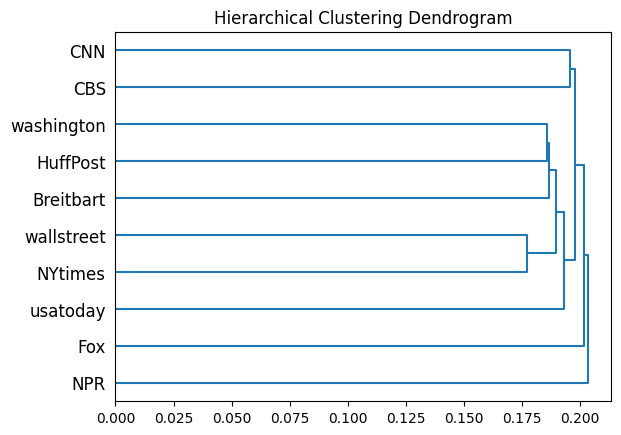 Hierarchical Clustering Dendrogram
CNN
CBS
washington
HuffPost
Breitbart
wallstreet
NYtimes
usatoday
Fox
NPR
0.000 0.025 0.050 0.075 0.100 0.125 0.150 0.175 0.200